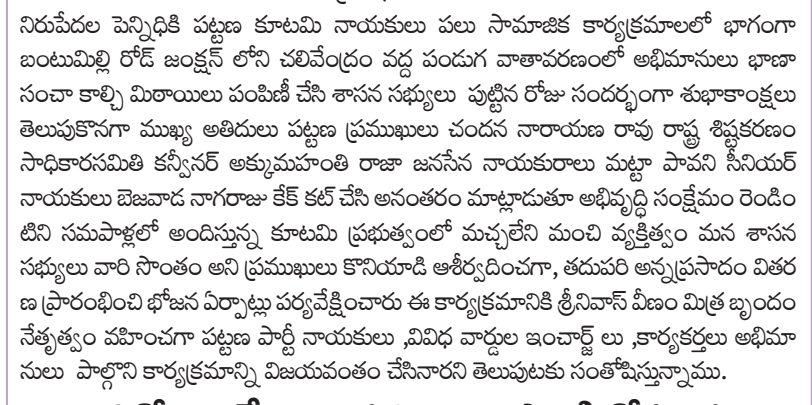 నిరుపేదల పెన్నిధికి పట్టణ కూటమి నాయకులు పలు సామాజిక కార్యక్రమాలలో భాగంగా
బంటుమిల్లి రోడ్ జంక్షన్ లోని చలివేంద్రం వద్ద పండుగ వాతావరణంలో అభిమానులు భాణా
సంచా కాల్చి మిఠాయిలు పంపిణీ చేసి శాసన సభ్యులు పుట్టిన రోజు సందర్భంగా శుభాకాంక్షలు
తెలుపుకొనగా ముఖ్య అతిదులు పట్టణ ప్రముఖులు చందన నారాయణ రావు రాష్ట్ర శిష్టకరణం
సాధికారసమితి కన్వీనర్ అక్కుమహంతి రాజా జనసేన నాయకురాలు మట్టా పావని సీనియర్
నాయకులు బెజవాడ నాగరాజు కేక్ కట్ చేసి అనంతరం మాట్లాడుతూ అభివృద్ధి సంక్షేమం రెండిం
టిని సమపాళ్లలో అందిస్తున్న కూటమి ప్రభుత్వంలో మచ్చలేని మంచి వ్యక్తిత్వం మన శాసన
సభ్యులు వారి సొంతం అని ప్రముఖులు కొనియాడి ఆశీర్వదించగా, తదుపరి అన్నప్రసాదం వితర
ణ ప్రారంభించి భోజన ఏర్పాట్లు పర్యవేక్షించారు ఈ కార్యక్రమానికి శ్రీనివాస్ వీణం మిత్ర బృందం
నేతృత్వం వహించగా పట్టణ పార్టీ నాయకులు ,వివిధ వార్డుల ఇంచార్జ్ లు ,కార్యకర్తలు అభిమా
నులు పాల్గొని కార్యక్రమాన్ని విజయవంతం చేసినారని తెలుపుటకు సంతోషిస్తున్నాము.